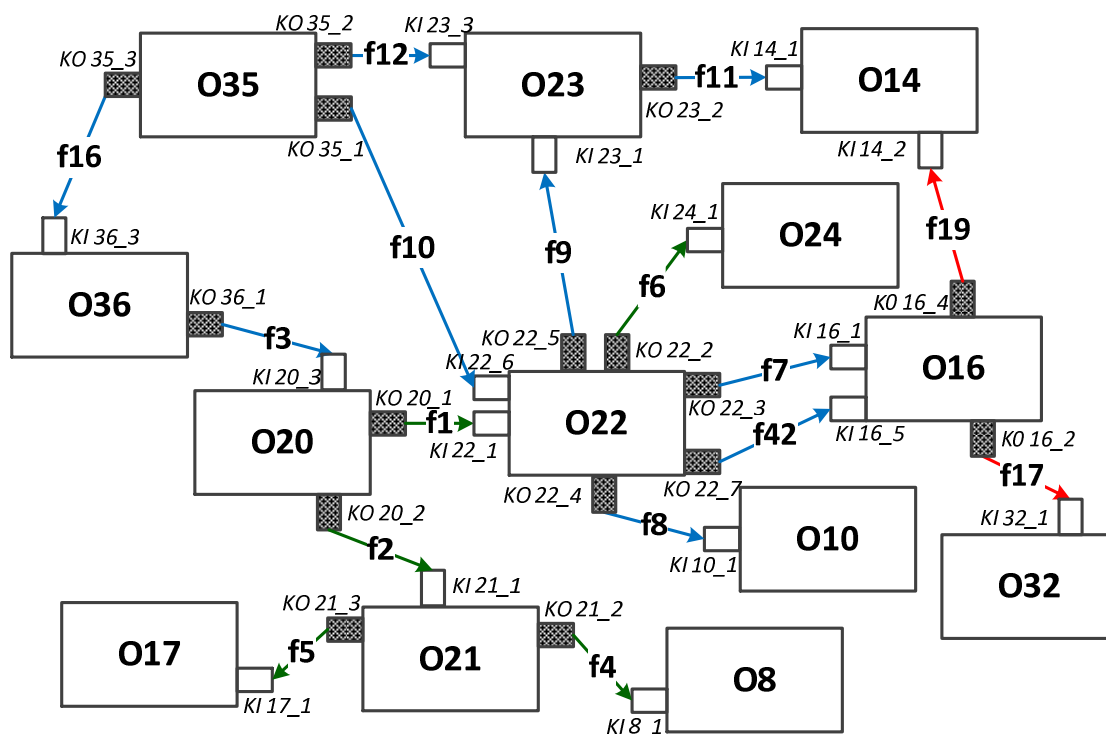 KO 35_2
KI 23_3
KO 35_3
KI 14_1
O35
f12
O23
f11
O14
KO 23_2
KO 35_1
KI 23_1
KI 14_2
f16
KI 24_1
KI 36_3
f10
f9
O24
f19
f6
O36
KO 36_1
K0 16_4
f3
KO 22_5
KO 22_2
KI 16_1
KI 22_6
KI 20_3
f7
O16
KO 20_1
KO 22_3
O20
f1
O22
f42
KI 16_5
K0 16_2
KI 22_1
KO 22_4
KO 22_7
f17
KO 20_2
f8
O10
KI 32_1
f2
KI 10_1
KI 21_1
O32
KO 21_3
KO 21_2
O17
f5
O21
f4
O8
KI 17_1
KI 8_1